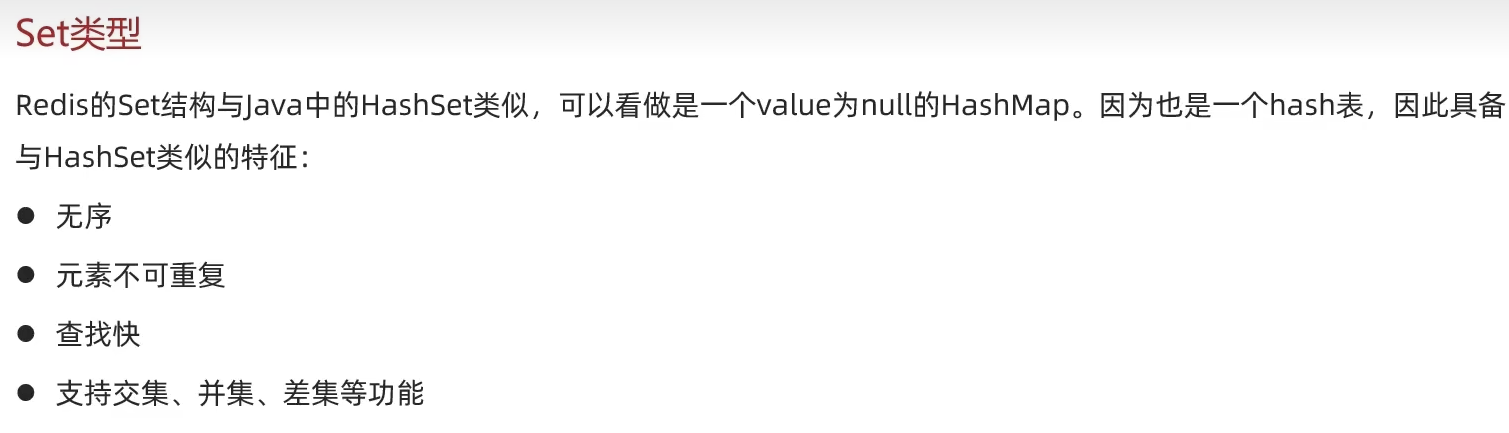 Set类型
Redis的Set结构与Java中的HashSet类似，可以看做是一个value为null的HashMap。因为也是一个hash表，因此具备
与HashSet类似的特征：
● 无序
● 元素不可重复
● 查找快
● 支持交集、并集、差集等功能